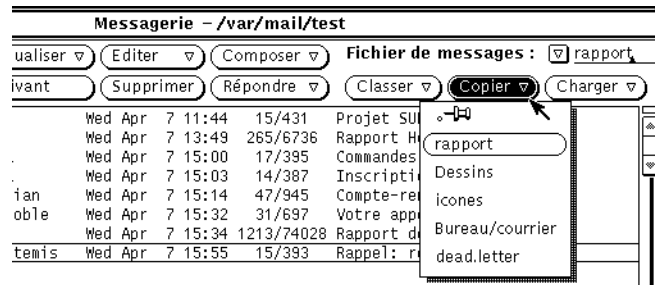 Messagerie - /var/mail/test
ualiser Editer Composer Fichier de messages : rapport
ivant Supprimer Répondre Classer Copier Charger
Wed Apr 7 11:44 15/431 Projet
Wed Apr 7 13:49 265/6736 Rapport
Wed Apr 7 15:00 17/395 Commandes
Wed Apr 7 15:03 14/387 Inscripti
ian Wed Apr 7 15:14 47/945 Compte-re
oble Wed Apr 7 15:32 31/697 Votre app
Wed Apr 7 15:34 1213/74028 Rapport d
temis Wed Apr 7 15:55 15/393 Rappel: r
rapport
Dessins
icones
Bureau/courrier
dead.letter